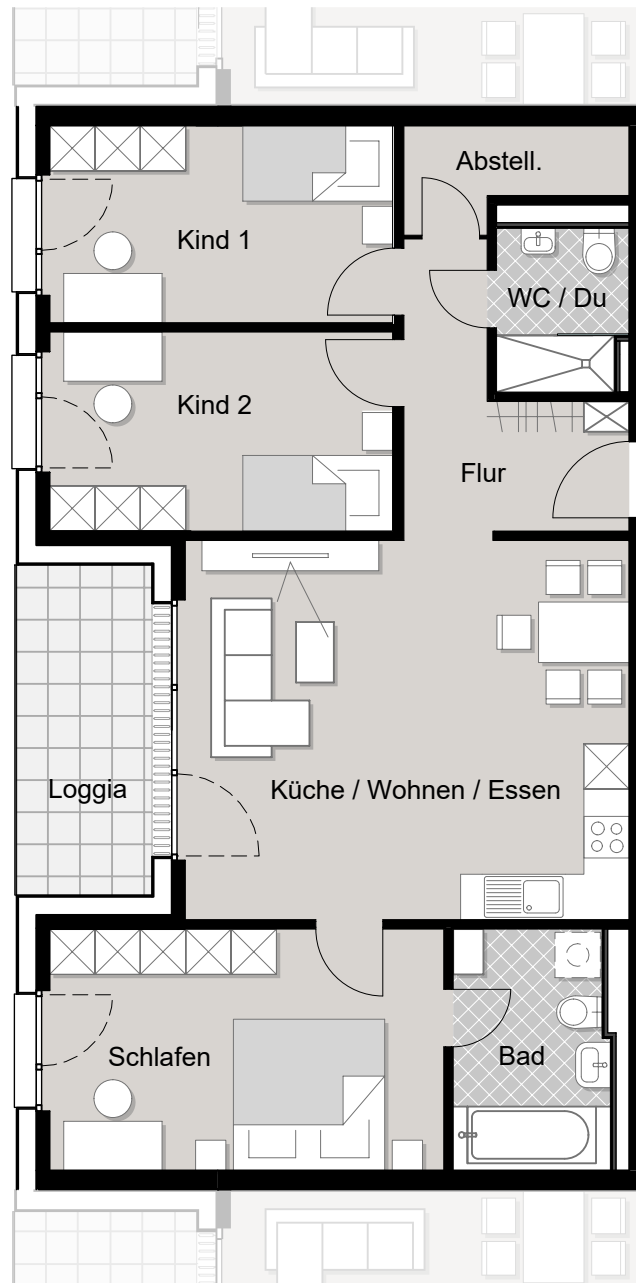 Abstell.
Kind 1
WC / Du
Kind 2
Flur
Loggia
Küche / Wohnen / Essen
Schlafen
Bad